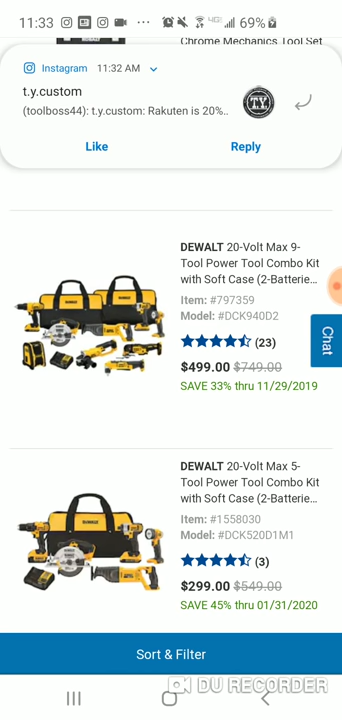 11:33
69%
Chrome Mechanics Tool Set
Instagram 11:32 AM
t.y.custom
(toolboss44): t.y.custom: Rakuten is 20%..
T.Y.
Like Reply
DEWALT 20-Volt Max 9-
Tool Power Tool Combo Kit
with Soft Case (2-Batterie...
Item: #797359
Model: #DCK940D2
(23)
$499.00 $749.00
SAVE 33% thru 11/29/2019
Chat
DEWALT 20-Volt Max 5-
Tool Power Tool Combo Kit
with Soft Case (2-Batterie...
Item: #1558030
Model: #DCK520D1M1
(3)
$299.00 $549.00
SAVE 45% thru 01/31/2020
Sort & Filter
DU RECORDER